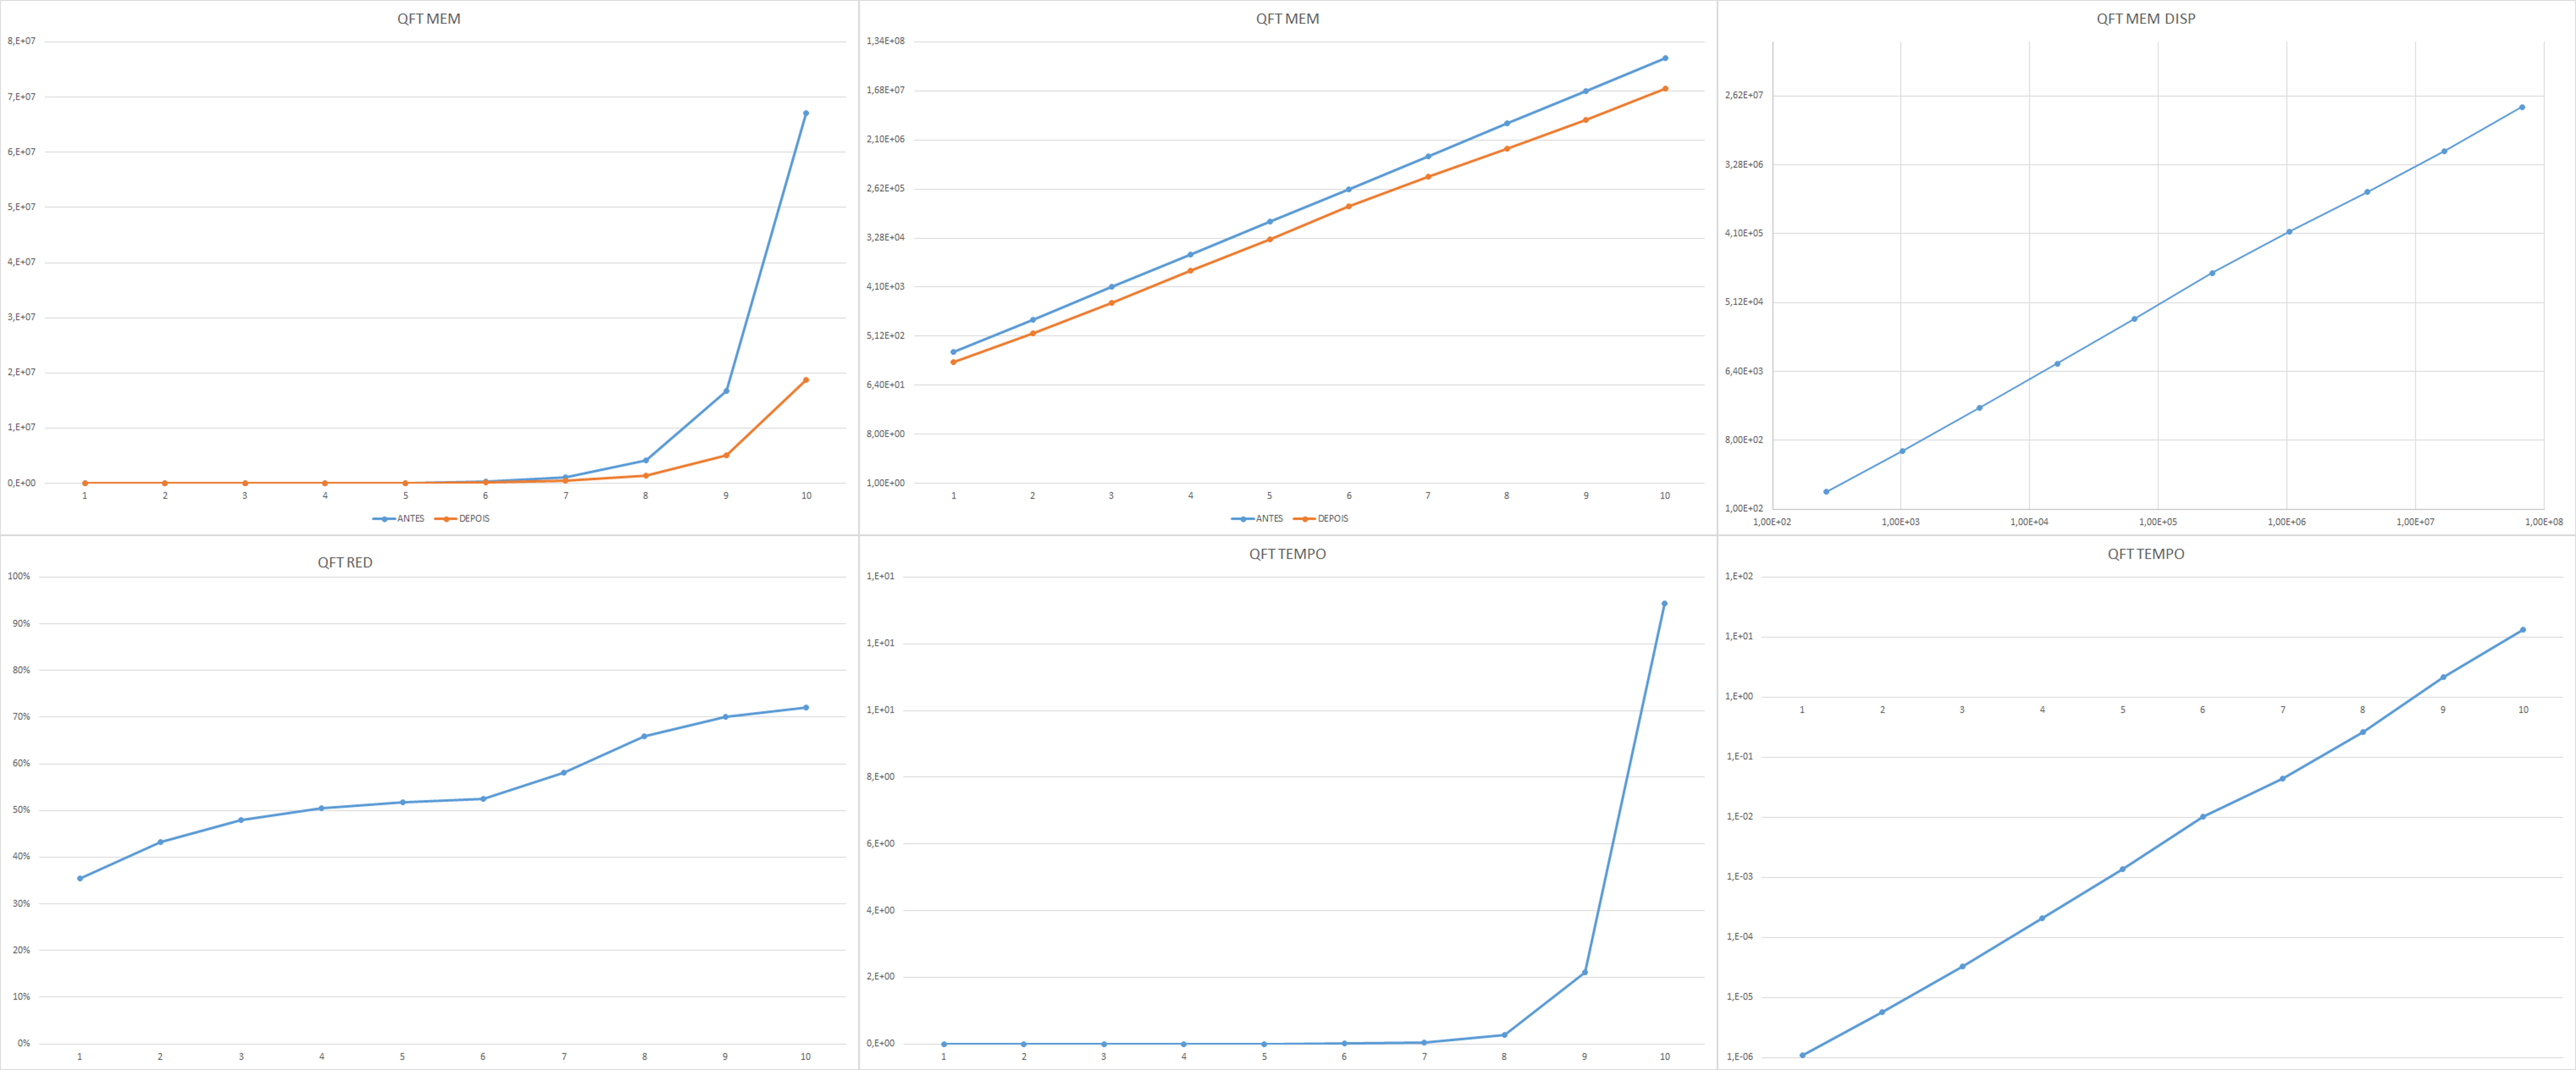 QFT MEM
8,E+07
7,E+07
6,E+07
5,E+07
4,E+07
3,E+07
2,E+07
1,E+07
0,E+00
1 2 3 4 5 6 7 8 9 10
ANTES DEPOIS
QFT MEM
1,34E+08
1,68E+07
2,10E+06
2,62E+05
3,28E+04
4,10E+03
5,12E+02
6,40E+01
8,00E+00
1,00E+00
1 2 3 4 5 6 7 8 9 10
ANTES DEPOIS
QFT MEM DISP
2,62E+07
3,28E+06
4,10E+05
5,12E+04
6,40E+03
8,00E+02
1,00E+02
1,00E+02 1,00E+03 1,00E+04 1,00E+05 1,00E+06 1,00E+07 1,00E+08
QFT RED
100%
90%
80%
70%
60%
50%
40%
30%
20%
10%
0%
1 2 3 4 5 6 7 8 9 10
QFT TEMPO
1,E+01
1,E+01
1,E+01
8,E+00
6,E+00
4,E+00
2,E+00
0,E+00
1 2 3 4 5 6 7 8 9 10
QFT TEMPO
1,E+02
1,E+01
1,E+00
1 2 3 4 5 6 7 8 9 10
1,E-01
1,E-02
1,E-03
1,E-04
1,E-05
1,E-06